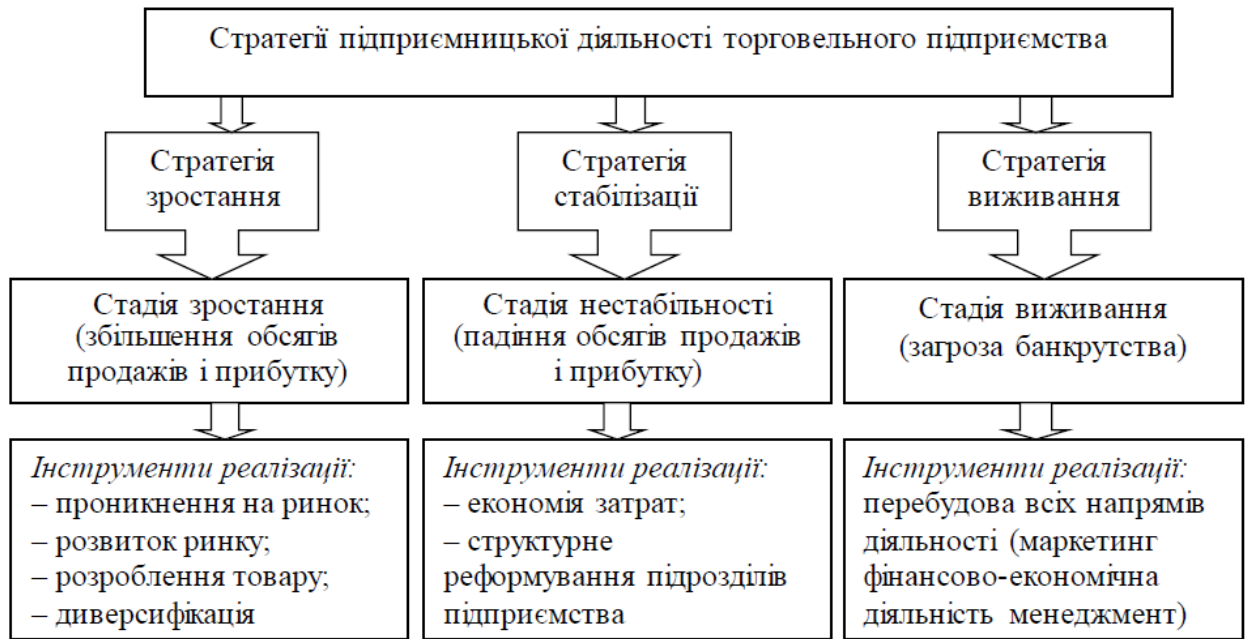 Стратегії підприємницької діяльності торговельного підприємства
Стратегія
зростання
Стратегія
стабілізації
Стратегія
виживання
Стадія зростання
(збільшення обсягів
продажів і прибутку)
Стадія нестабільності
(падіння обсягів продажів
і прибутку)
Стадія виживання
(загроза банкрутства)
Інструменти реалізації:
– проникнення на ринок;
– розвиток ринку;
– розроблення товару;
– диверсифікація
Інструменти реалізації:
– економія затрат;
– структурне
реформування підрозділів
підприємства
Інструменти реалізації:
перебудова всіх напрямів
діяльності (маркетинг
фінансово-економічна
діяльність менеджмент)